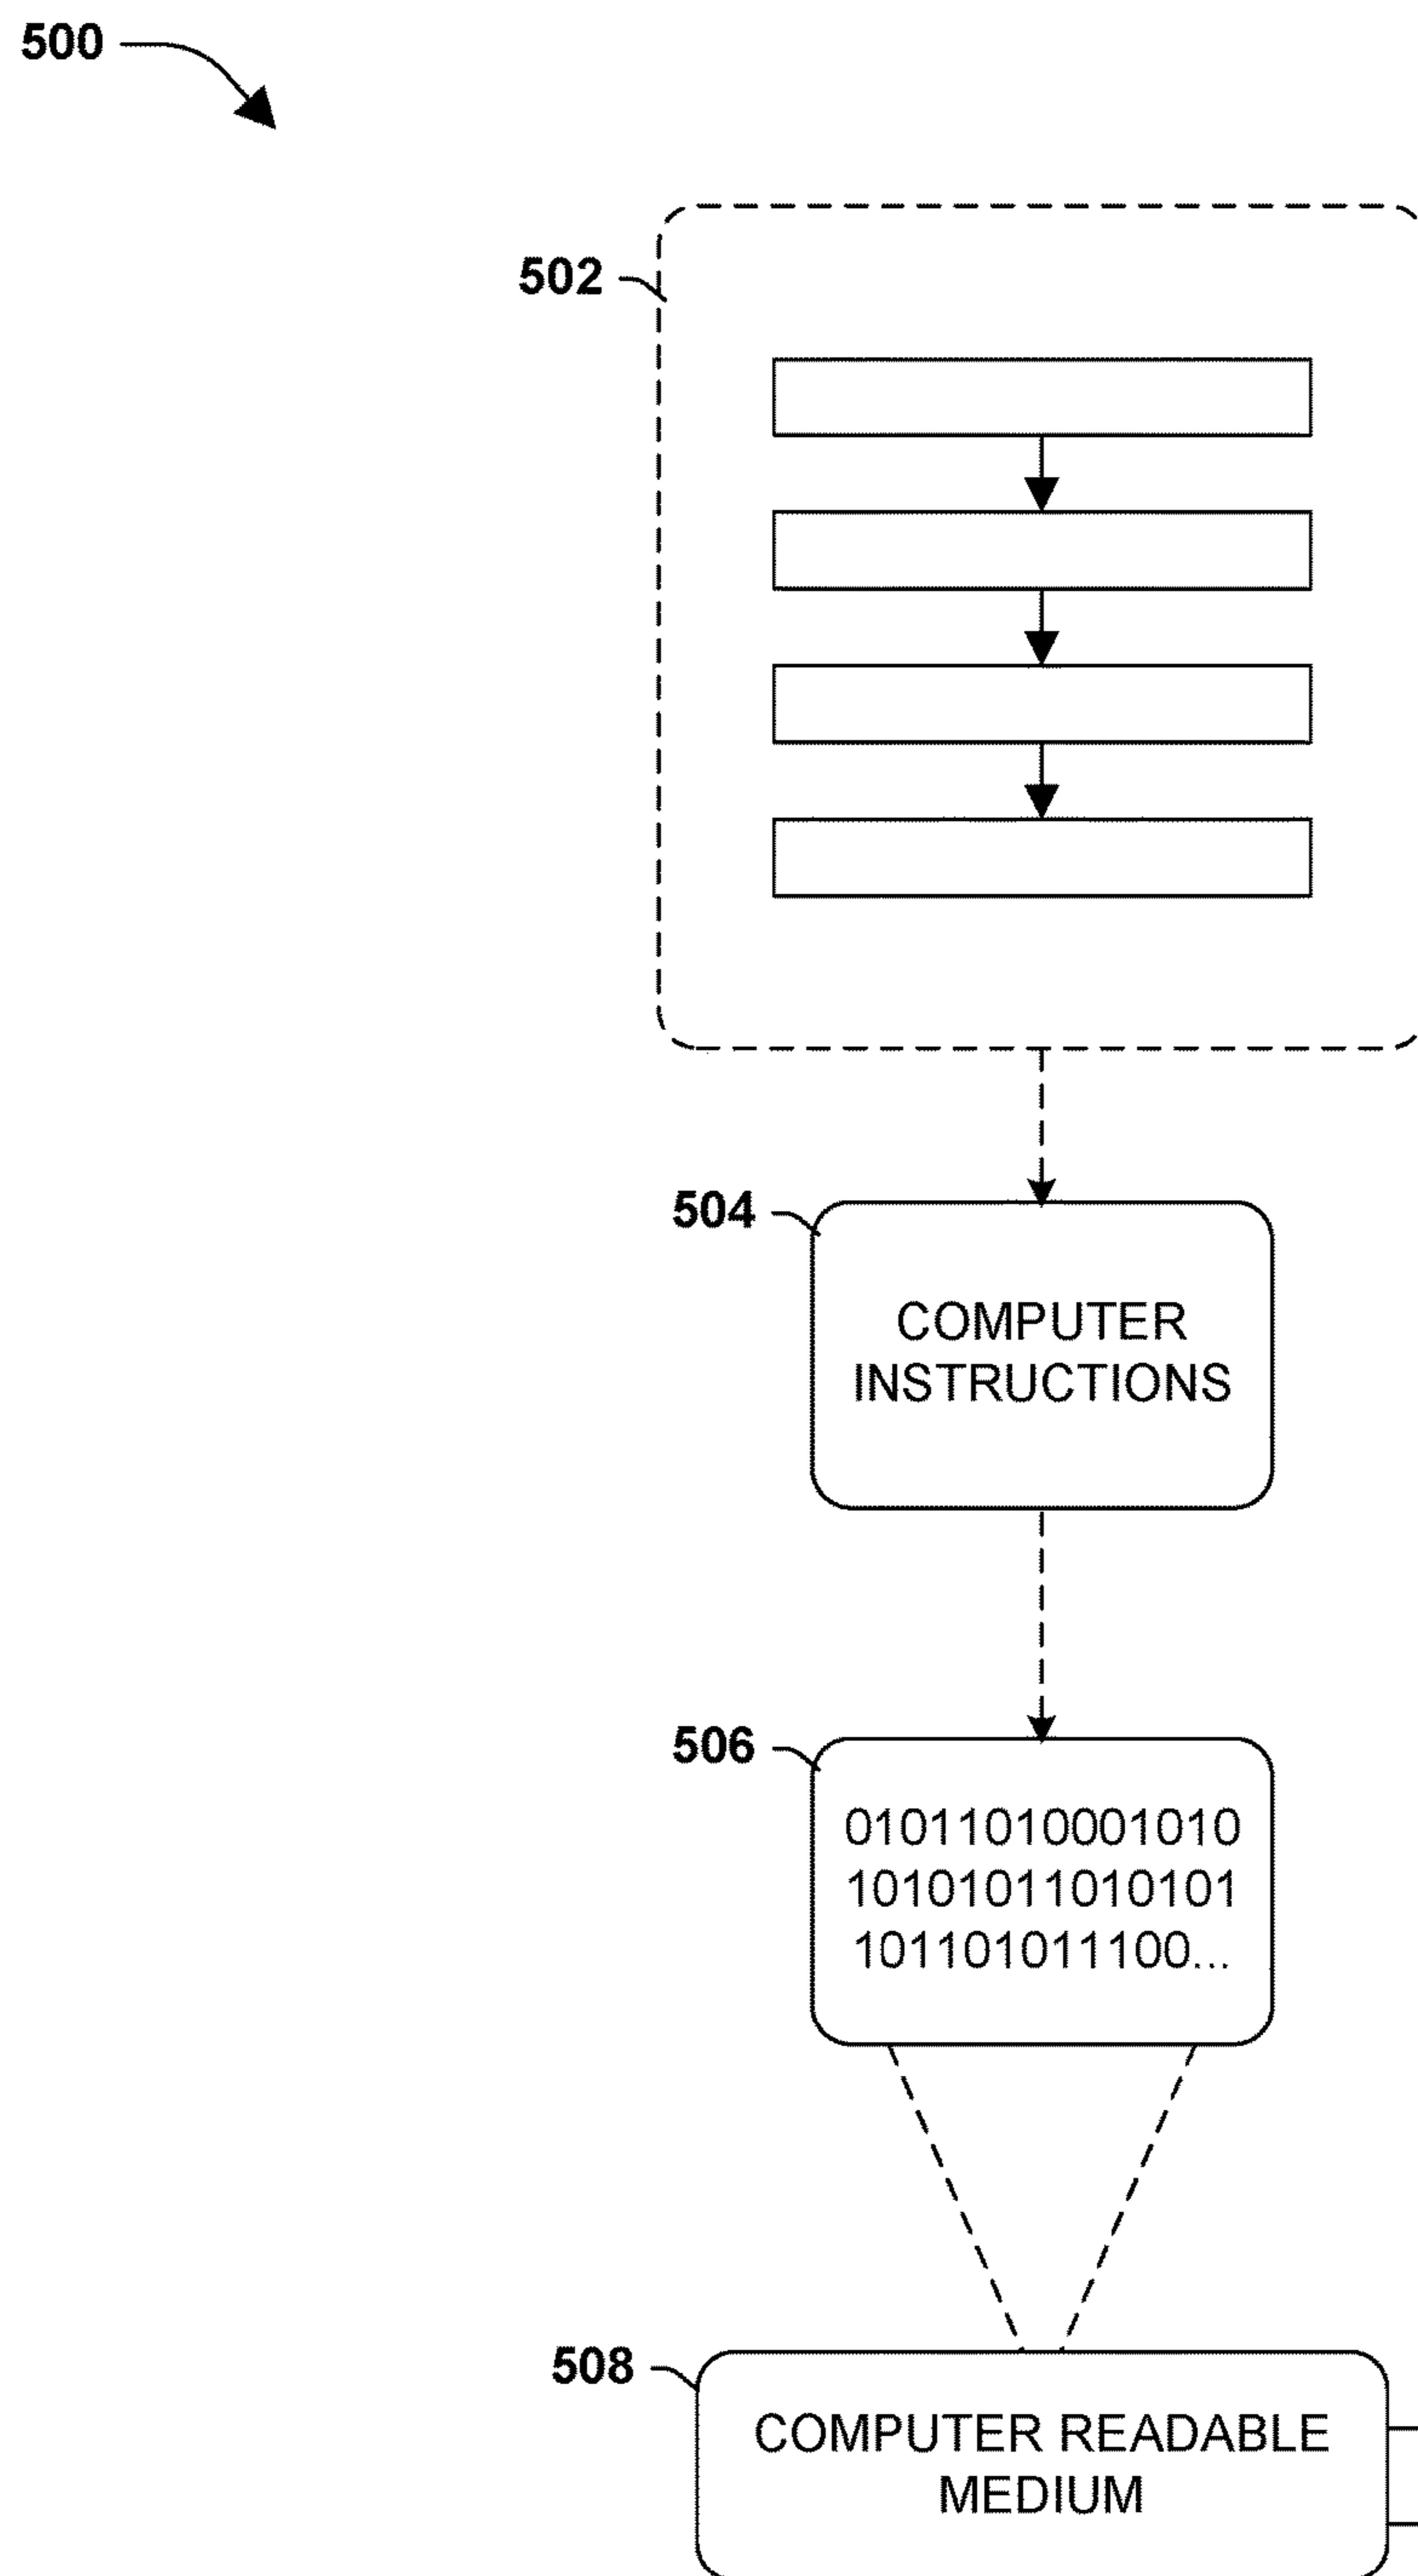 500
502
504
COMPUTER
INSTRUCTIONS
506
01011010001010
10101011010101
101101011100...
508
COMPUTER READABLE
MEDIUM